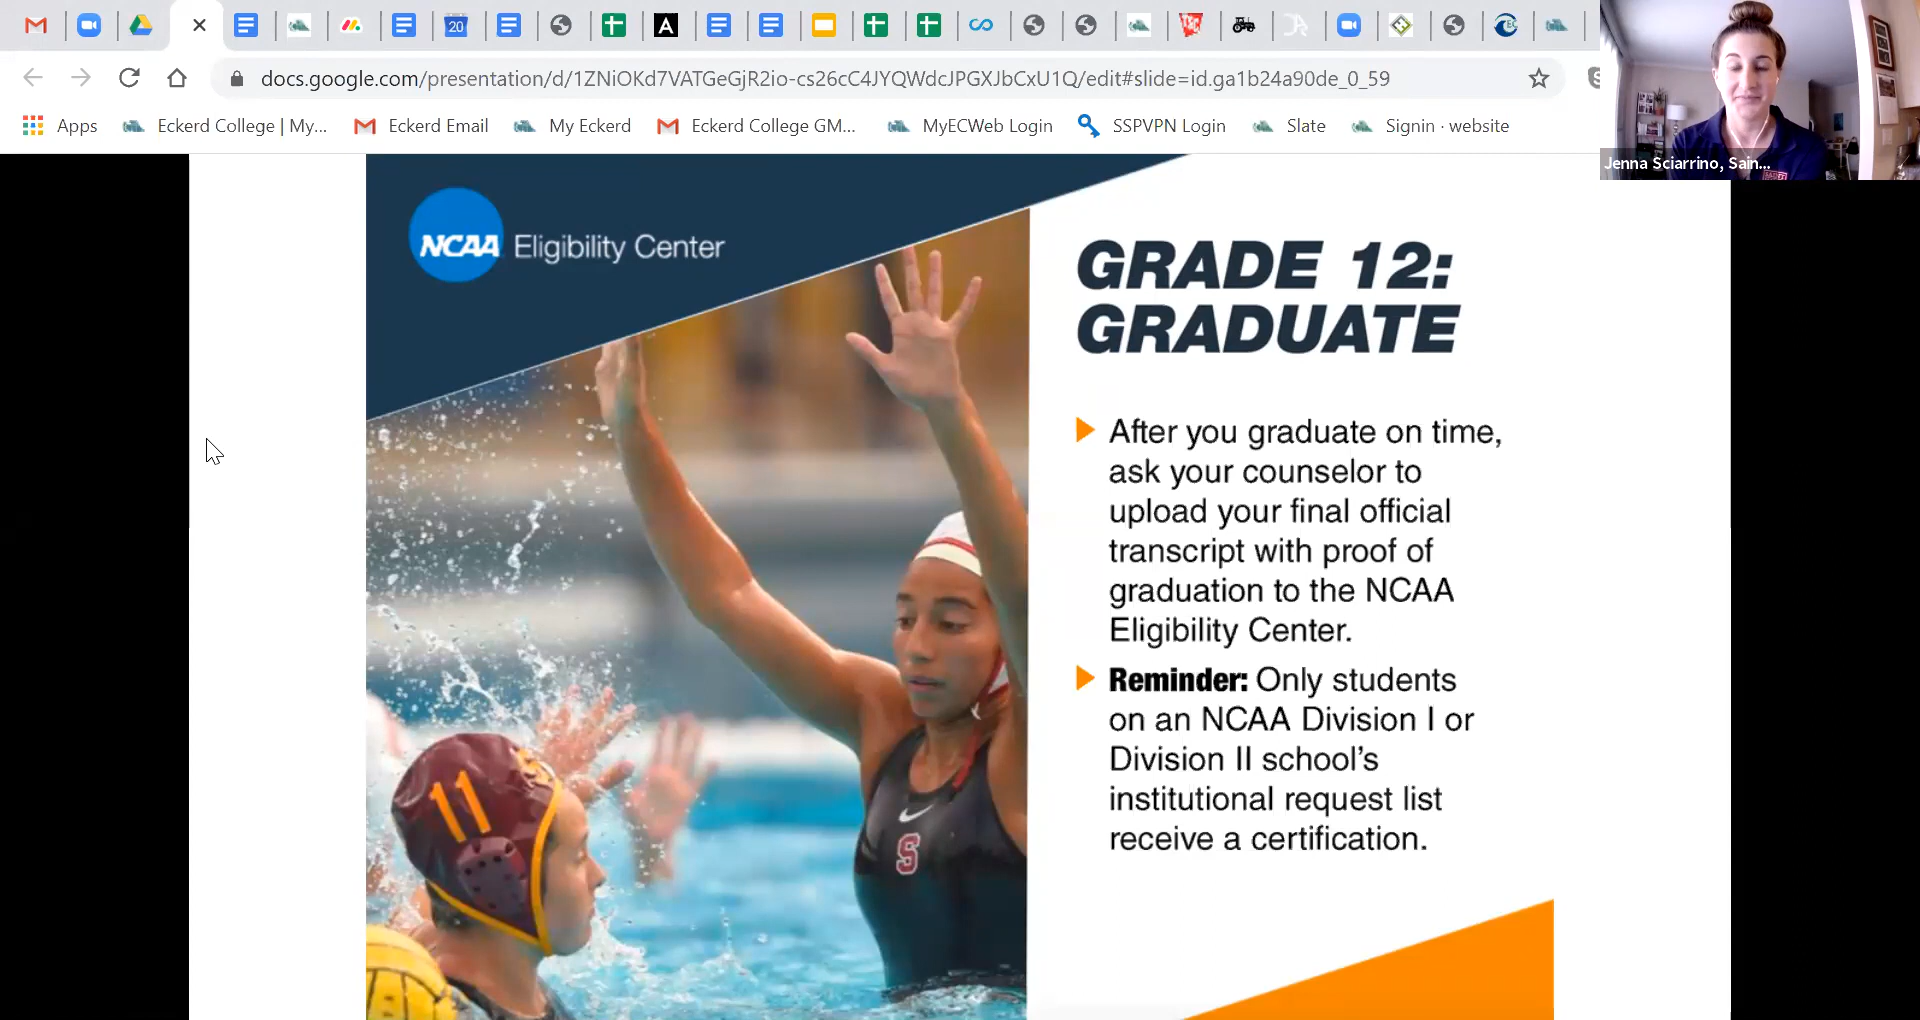 20
A
docs.google.com/presentation/d/1ZNiOKd7VATGeGjR2io-cs26cC4JYQWdcJPGXJbCxU1Q/edit#slide=id.ga1b24a90de_0_59
Apps
Eckerd College | My...
Eckerd Email
My Eckerd
Eckerd College GM...
MyECWeb Login
SSPVPN Login
Slate
Signin · website
Jenna Sciarrino, Sain...
NCAA Eligibility Center
GRADE 12:
GRADUATE
After you graduate on time,
ask your counselor to
upload your final official
transcript with proof of
graduation to the NCAA
Eligibility Center.
Reminder: Only students
on an NCAA Division I or
Division II school's
institutional request list
receive a certification.
11
S